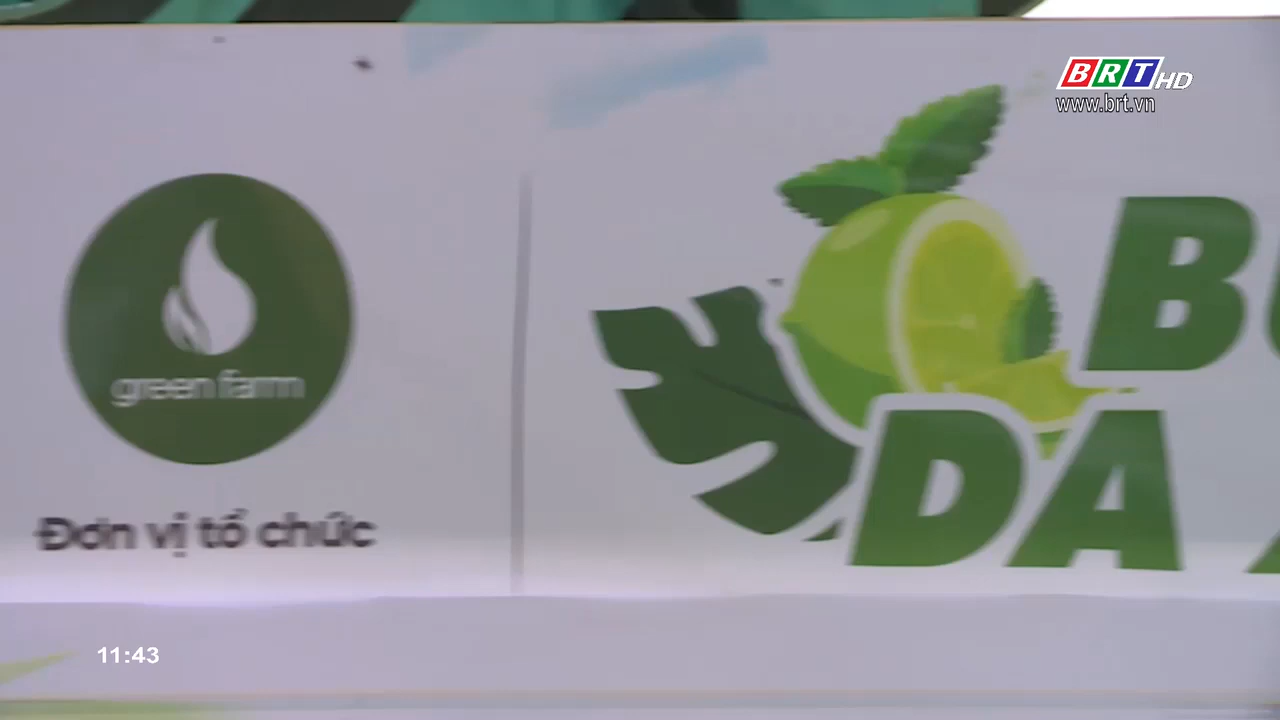 BRT HD
www.brt.vn
green farm
Đơn vị tổ chức
DA
11:43